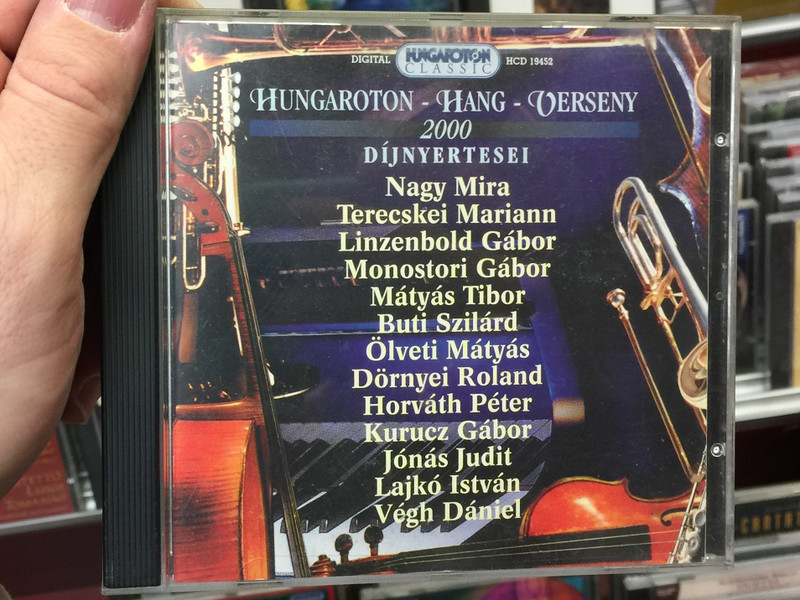 DIGITAL HUNGAROTON CLASSIC HCD 19452
HUNGAROTON - HANG - VERSENY
2000
DÍJNYERTESEI
Nagy Mira
Terecskei Mariann
Linzenbold Gábor
Monostori Gábor
Mátyás Tibor
Buti Szilárd
Ölveti Mátyás
Dörnyei Roland
Horváth Péter
Kurucz Gábor
Jónás Judit
Lajkó István
Végh Dániel